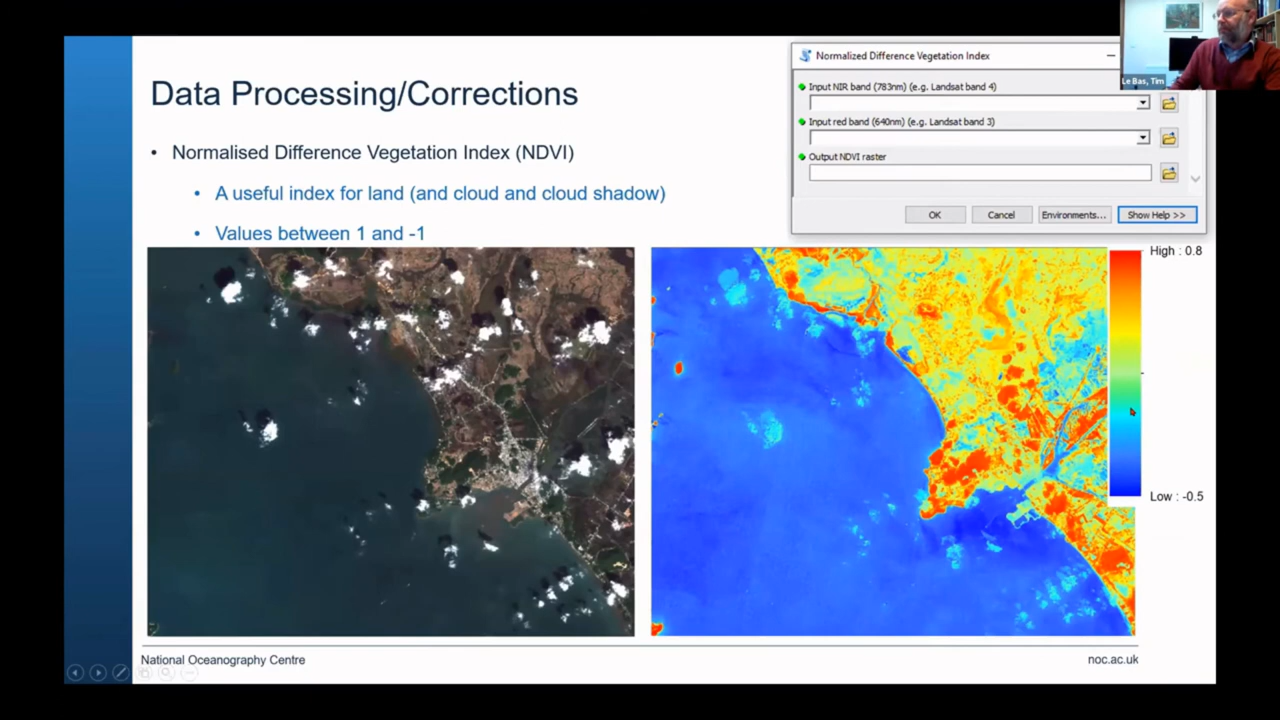 Data Processing/Corrections
• Normalised Difference Vegetation Index (NDVI)
• A useful index for land (and cloud and cloud shadow)
• Values between 1 and -1
Normalized Difference Vegetation Index
Input NIR band (783nm) (e.g. Landsat band 4)
Input red band (640nm) (e.g. Landsat band 3)
Output NDVI raster
OK Cancel Environments... Show Help >>
Le Bas, Tim
High : 0.8
Low : -0.5
National Oceanography Centre
noc.ac.uk